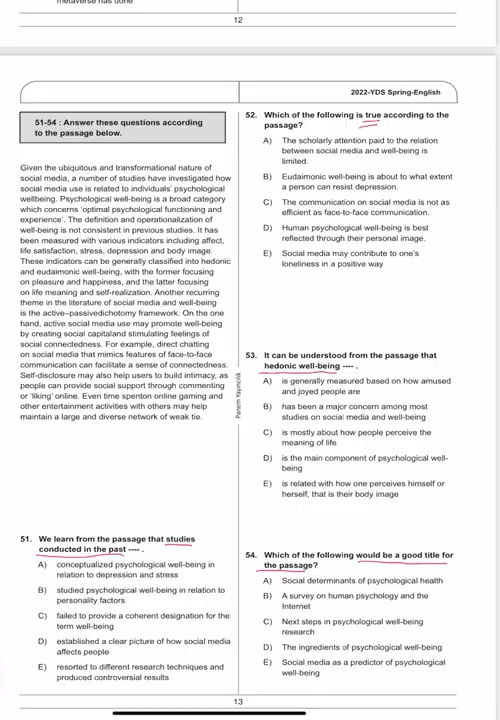 metaverse has done
12
2022-YDS Spring-English
51-54 : Answer these questions according
to the passage below.
Given the ubiquitous and transformational nature of
social media, a number of studies have investigated how
social media use is related to individuals' psychological
wellbeing. Psychological well-being is a broad category
which concerns 'optimal psychological functioning and
experience'. The definition and operationalization of
well-being is not consistent in previous studies. It has
been measured with various indicators including affect,
life satisfaction, stress, depression and body image.
These indicators can be generally classified into hedonic
and eudaimonic well-being, with the former focusing
on pleasure and happiness, and the latter focusing
on life meaning and self-realization. Another recurring
theme in the literature of social media and well-being
is the active–passivedichotomy framework. On the one
hand, active social media use may promote well-being
by creating social capitaland stimulating feelings of
social connectedness. For example, direct chatting
on social media that mimics features of face-to-face
communication can facilitate a sense of connectedness.
Self-disclosure may also help users to build intimacy, as
people can provide social support through commenting
or 'liking' online. Even time spentonline gaming and
other entertainment activities with others may help
maintain a large and diverse network of weak tie.
51. We learn from the passage that studies
conducted in the past ---- .
A) conceptualized psychological well-being in
relation to depression and stress
B) studied psychological well-being in relation to
personality factors
C) failed to provide a coherent designation for the
term well-being
D) established a clear picture of how social media
affects people
E) resorted to different research techniques and
produced controversial results
Panem Yayıncılık
52. Which of the following is true according to the
passage?
A) The scholarly attention paid to the relation
between social media and well-being is
limited.
B) Eudaimonic well-being is about to what extent
a person can resist depression.
C) The communication on social media is not as
efficient as face-to-face communication.
D) Human psychological well-being is best
reflected through their personal image.
E) Social media may contribute to one's
loneliness in a positive way
53. It can be understood from the passage that
hedonic well-being ---- .
A) is generally measured based on how amused
and joyed people are
B) has been a major concern among most
studies on social media and well-being
C) is mostly about how people perceive the
meaning of life
D) is the main component of psychological well-
being
E) is related with how one perceives himself or
herself, that is their body image
54. Which of the following would be a good title for
the passage?
A) Social determinants of psychological health
B) A survey on human psychology and the
Internet
C) Next steps in psychological well-being
research
D) The ingredients of psychological well-being
E) Social media as a predictor of psychological
well-being
13